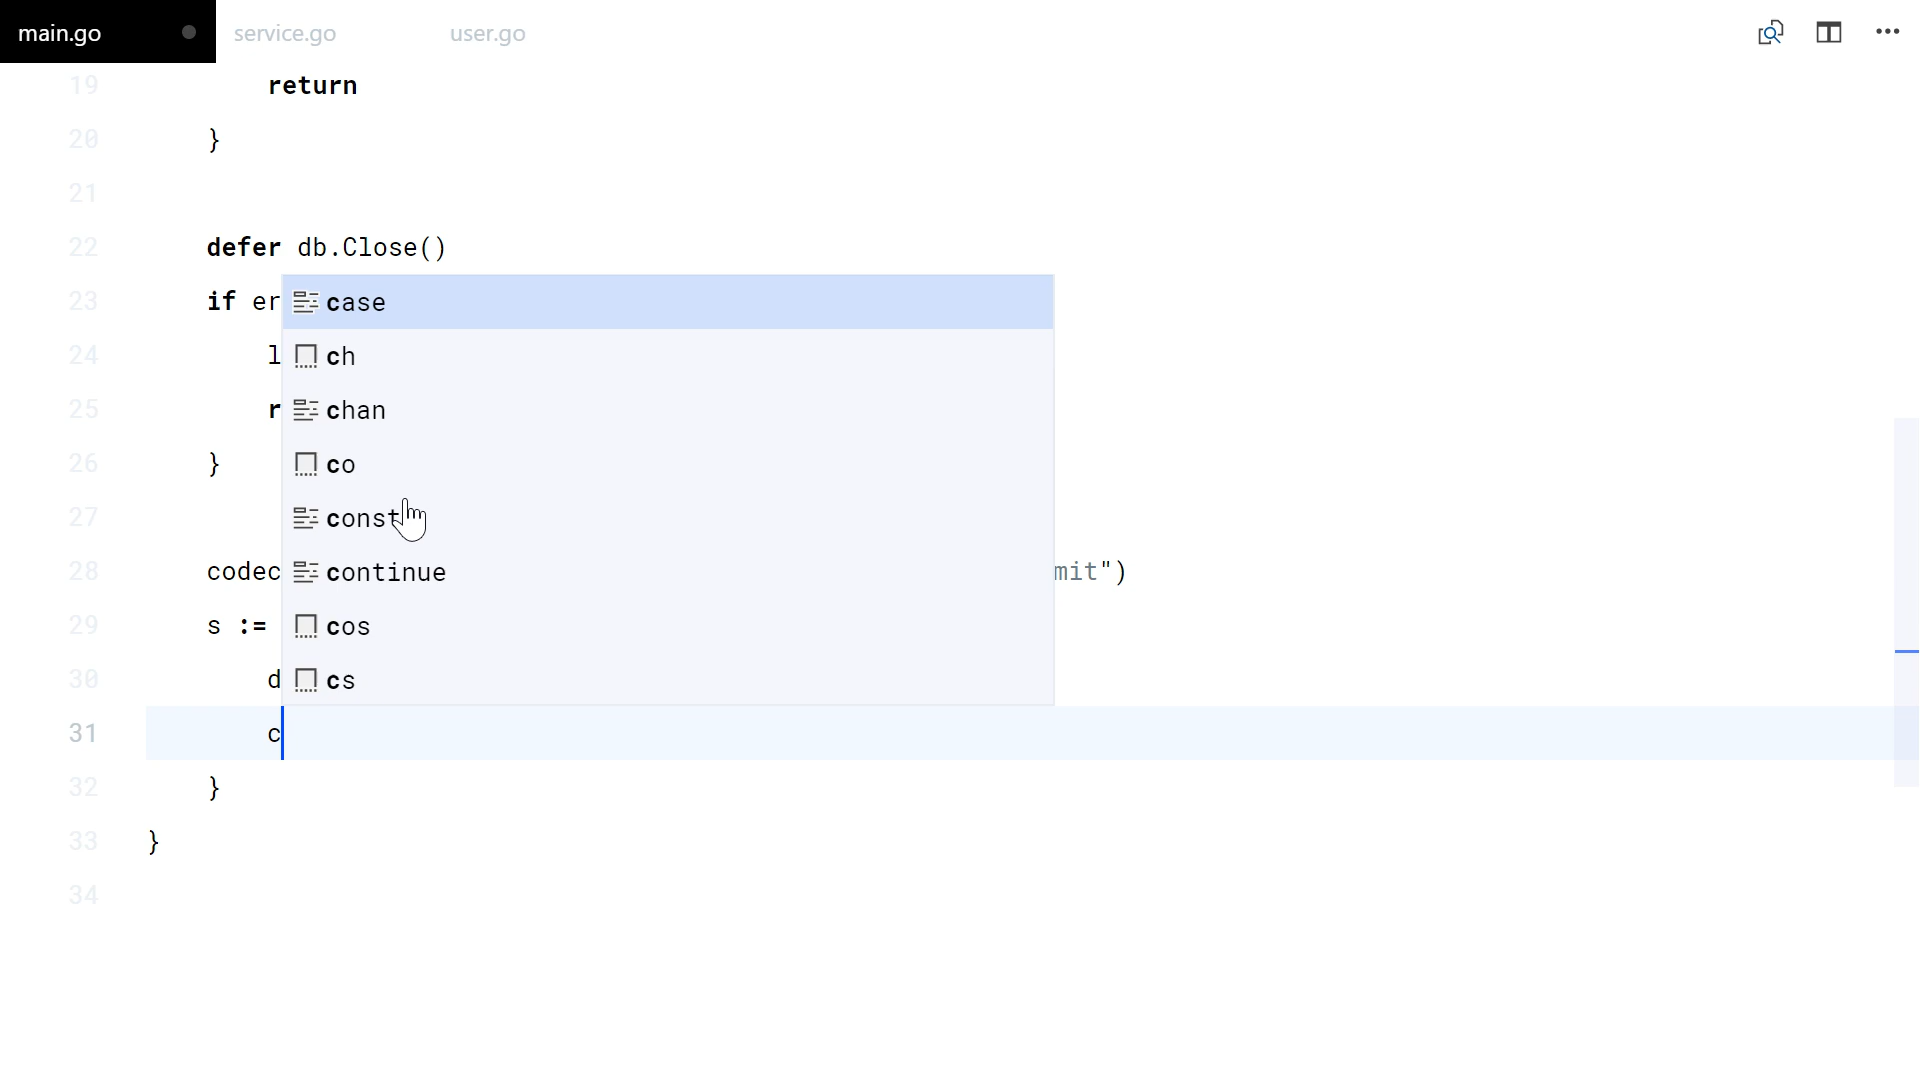 main.go service.go user.go
19 return
20 }
21
22 defer db.Close()
23 if er case
24 l ch
25 r chan
26 } co
27 const
28 codec continue mit")
29 s := cos
30 d cs
31 c
32 }
33 }
34